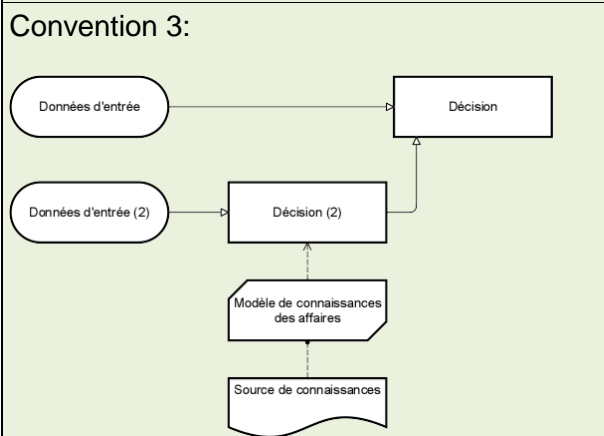 Convention 3:
Données d'entrée
Décision
Données d'entrée (2)
Décision (2)
Modèle de connaissances
des affaires
Source de connaissances